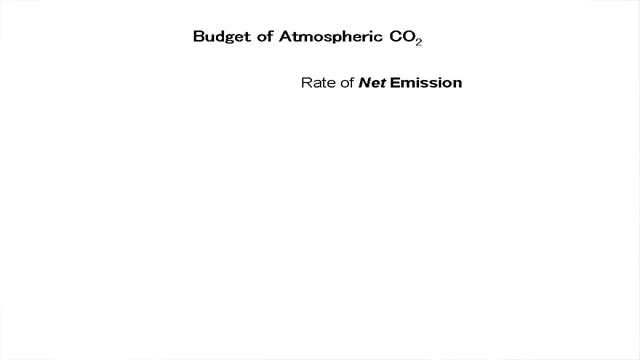 Budget of Atmospheric CO₂
Rate of Net Emission